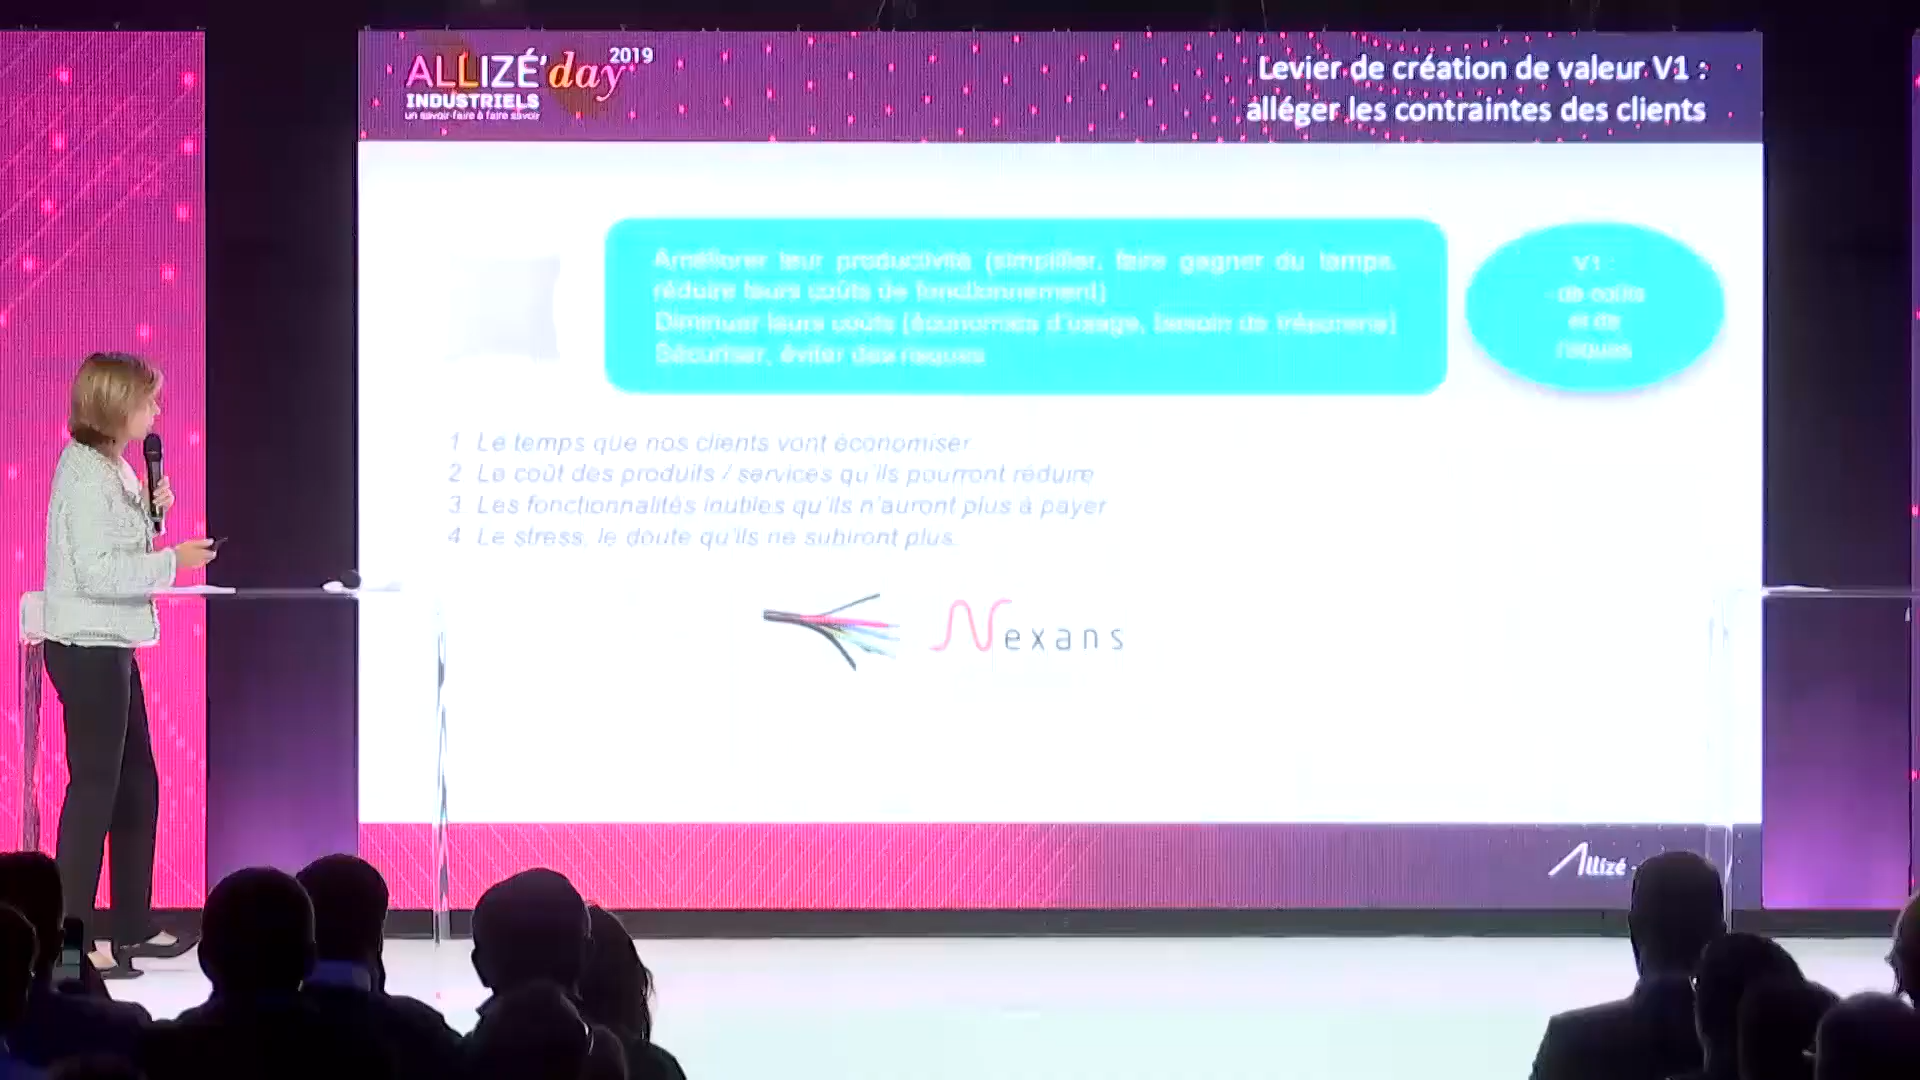 ALLIZÉ'day 2019
INDUSTRIELS
un savoir-faire à faire savoir
Levier de création de valeur V1 :
alléger les contraintes des clients
Améliorer leur productivité (simplifier, faire gagner du temps,
réduire leurs coûts de fonctionnement)
Diminuer leurs coûts (économies d'usage, besoin de trésorerie)
Sécuriser, éviter des risques
V1 :
- de coûts
et de
risques
1 Le temps que nos clients vont économiser
2 Le coût des produits / services qu'ils pourront réduire
3 Les fonctionnalités inutiles qu'ils n'auront plus à payer
4 Le stress, le doute qu'ils ne subiront plus.
Nexans
Allizé -